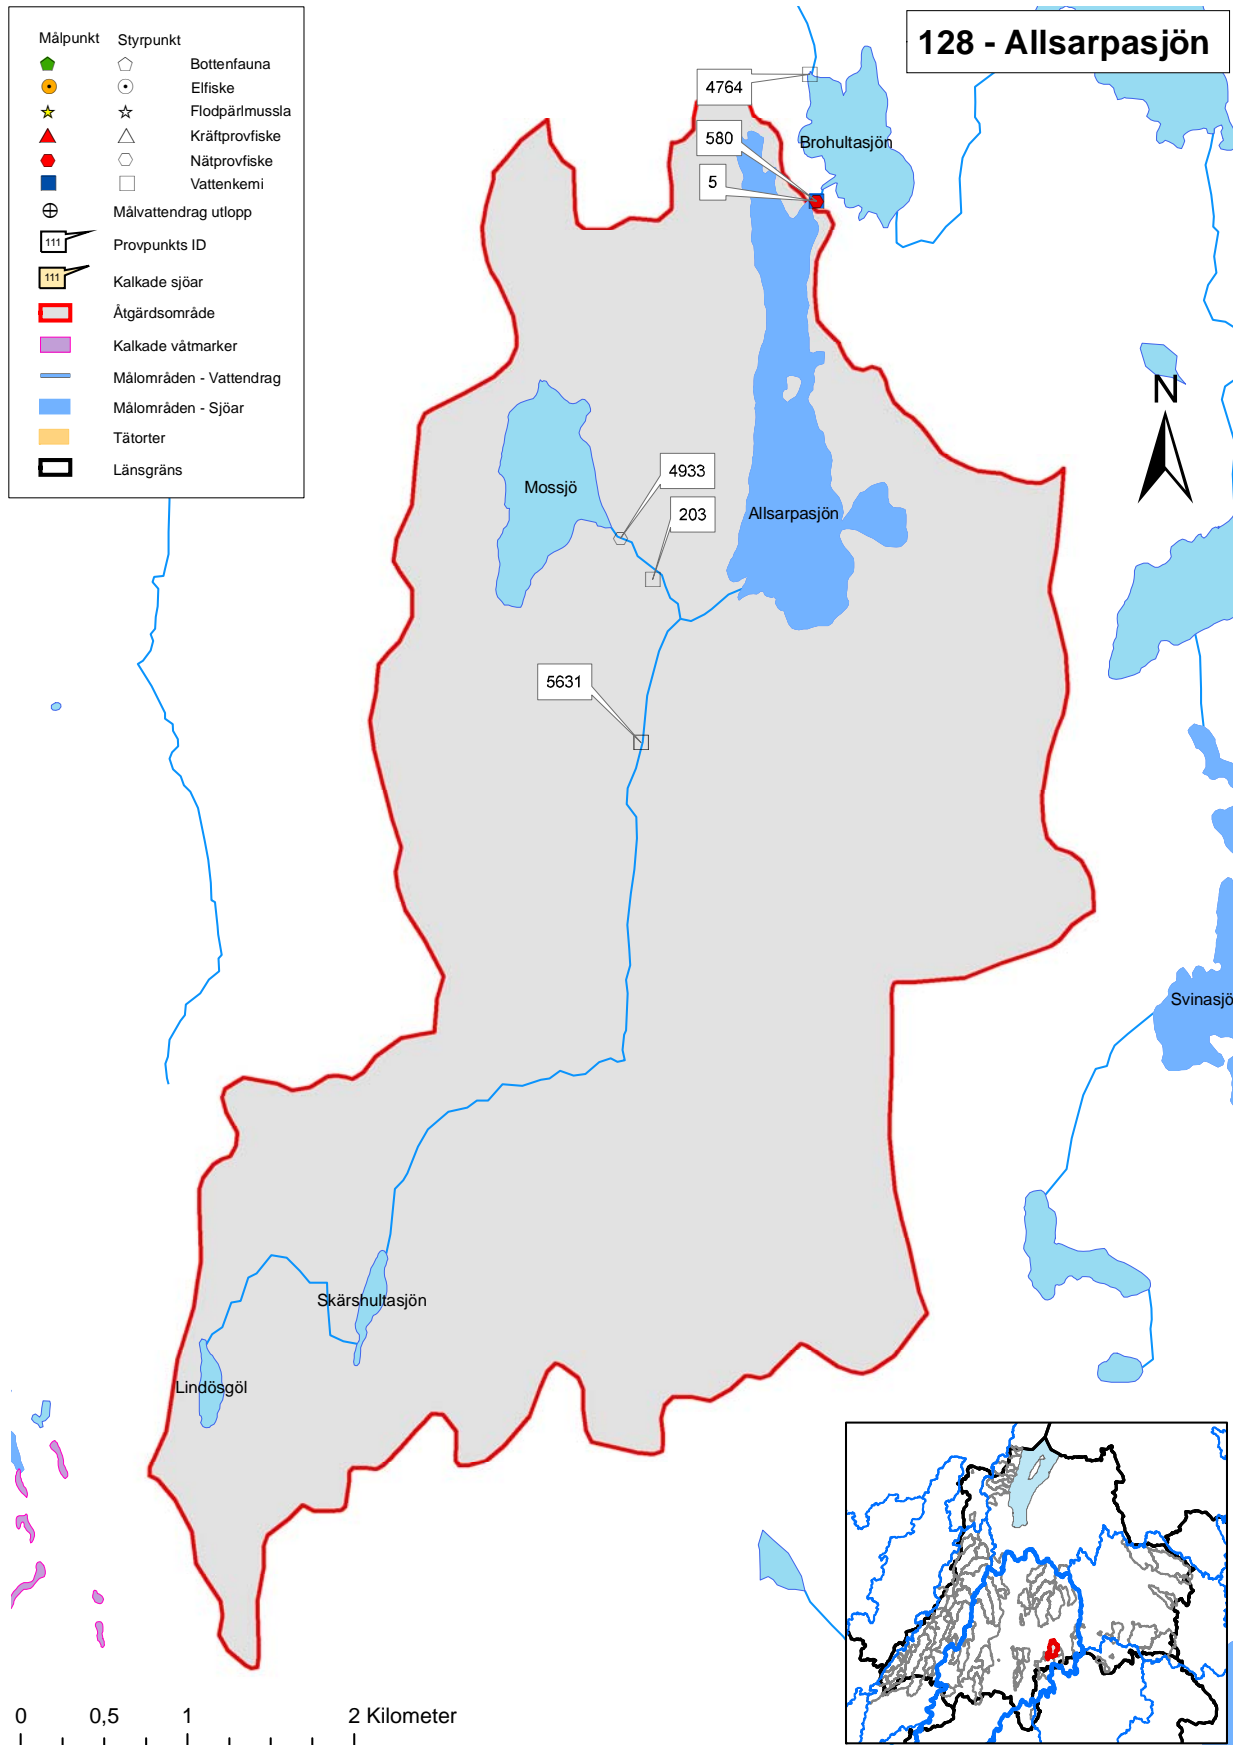 128 - Allsarpasjön
Målpunkt Styrpunkt
Bottenfauna
Elfiske
Flodpärlmussla
Kräftprovfiske
Nätprovfiske
Vattenkemi
Målvattendrag utlopp
111 Provpunkts ID
111 Kalkade sjöar
Åtgärdsområde
Kalkade våtmarker
Målområden - Vattendrag
Målområden - Sjöar
Tätorter
Länsgräns
4764
580
5
Brohultasjön
N
Mossjö
4933
203
Allsarpasjön
5631
Svinasjö
Skärshultasjön
Lindösgöl
0 0,5 1 2 Kilometer